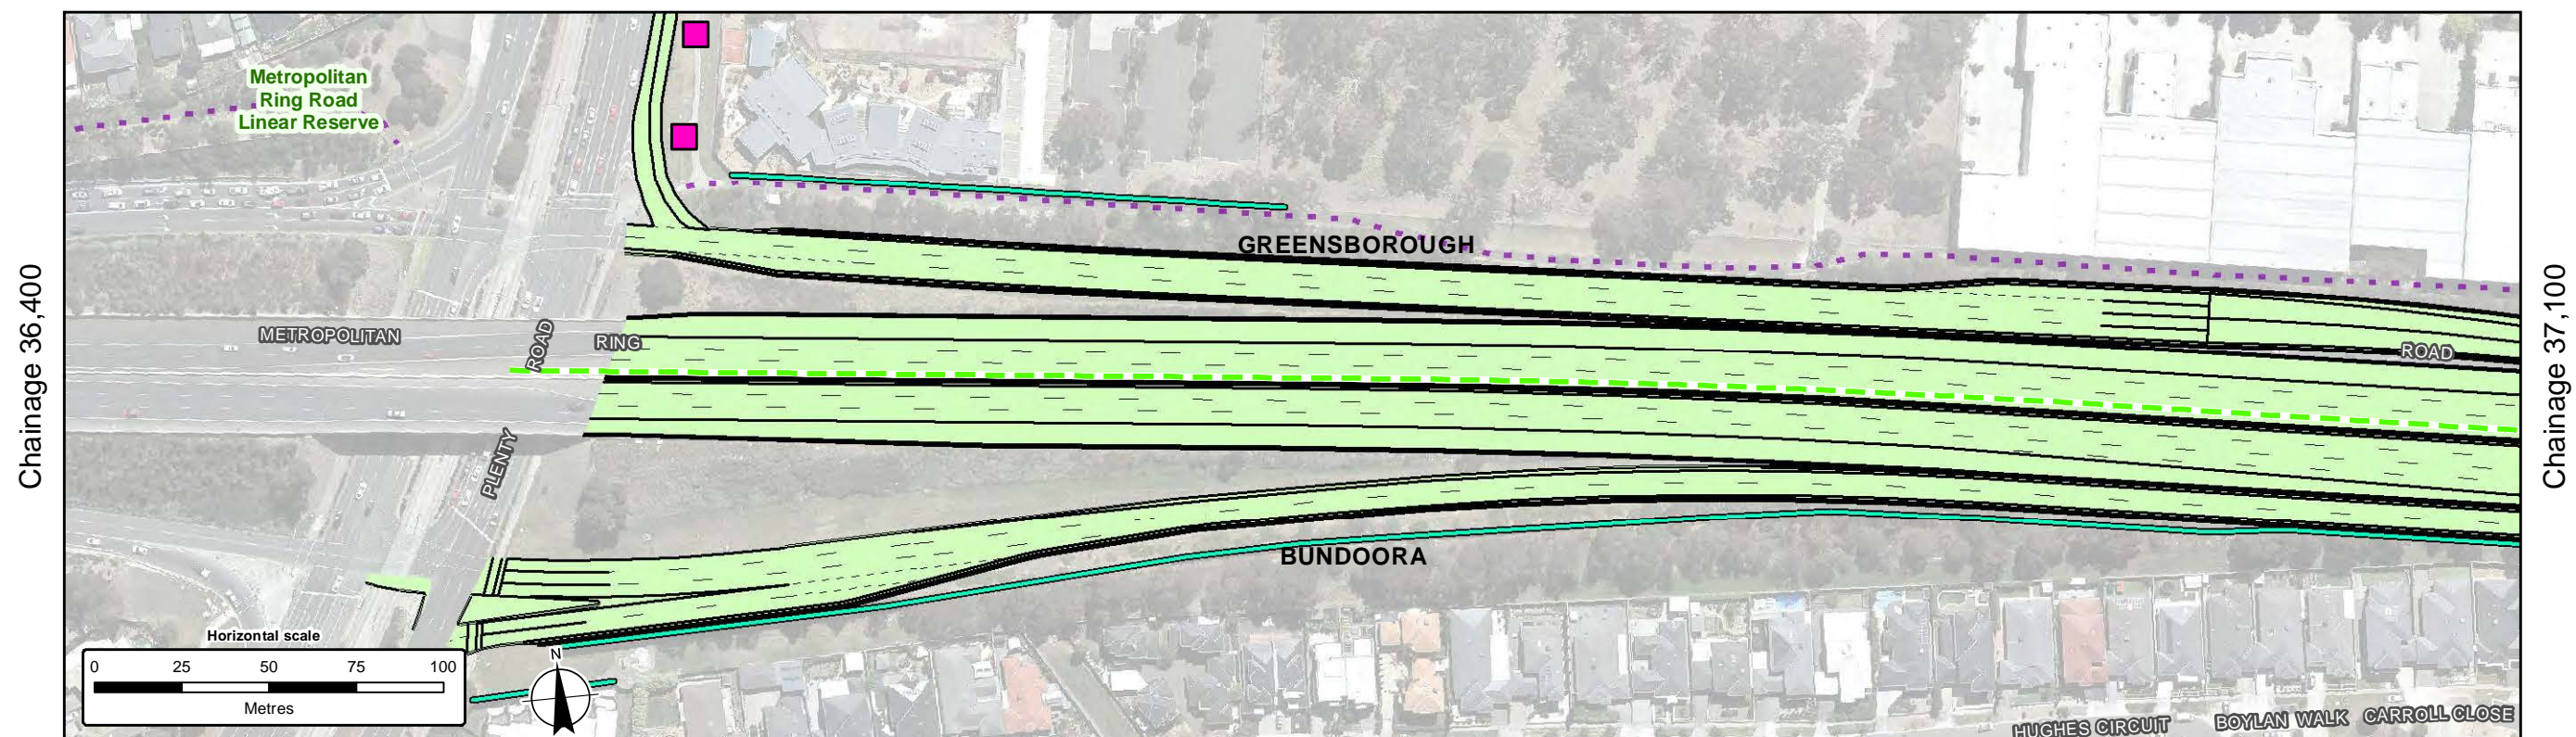 Metropolitan
Ring Road
Linear Reserve
GREENSBOROUGH
Chainage 36,400
Chainage 37,100
METROPOLITAN
ROAD
RING
ROAD
PLENTY
BUNDOORA
Horizontal scale
0 25 50 75 100
Metres
N
HUGHES CIRCUIT
BOYLAN WALK
CARROLL CLOSE